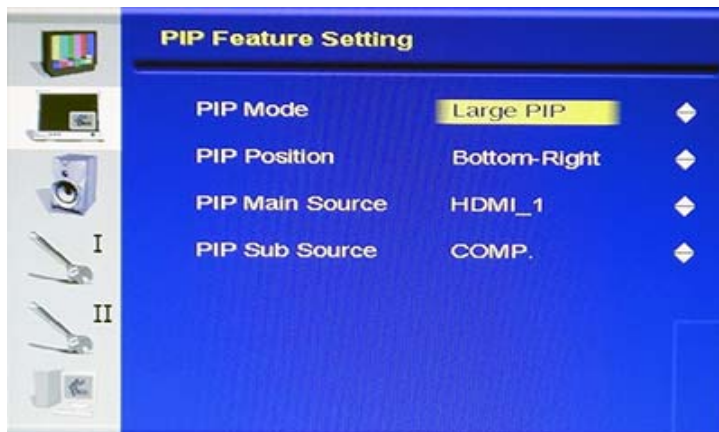 PIP Feature Setting
PIP Mode Large PIP
PIP Position Bottom-Right
PIP Main Source HDMI_1
PIP Sub Source COMP.
I
II